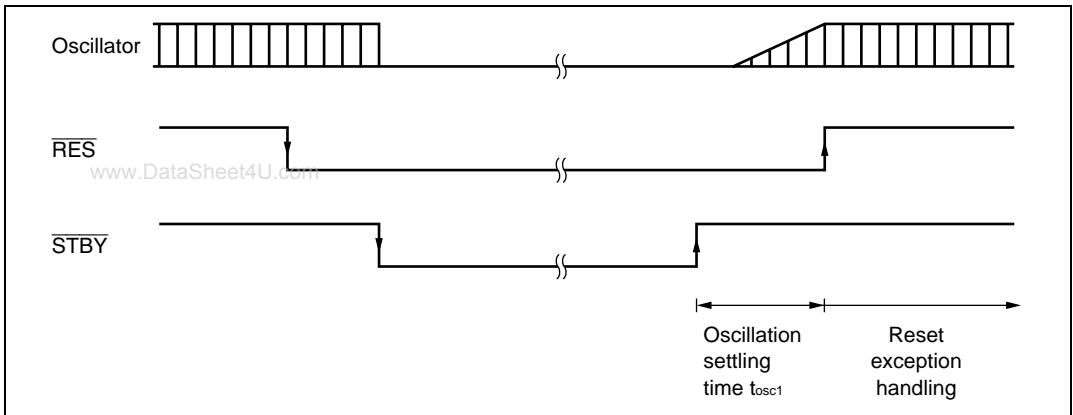 Oscillator
RES
www.DataSheet4U.com
STBY
Oscillation
settling
time tosc1
Reset
exception
handling